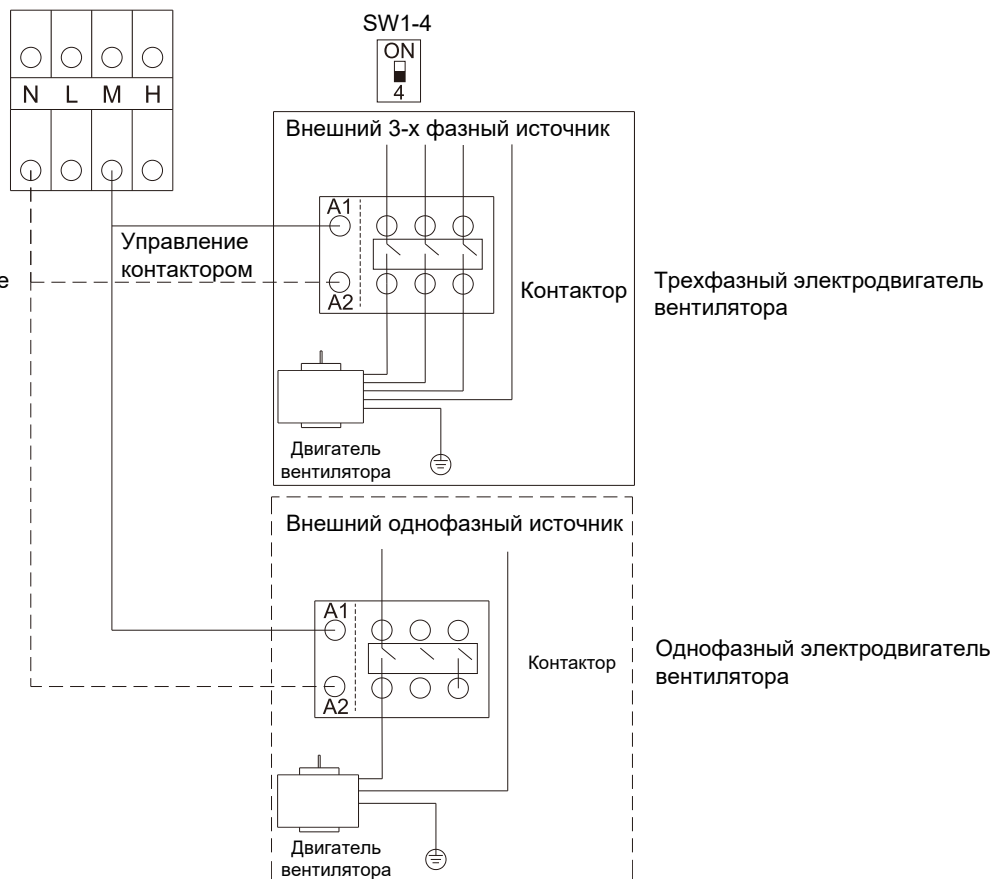 SW1-4
ON
4
N L M H
Внешний 3-х фазный источник
A1
Управление
контактором
е
A2
Контактор
Трехфазный электродвигатель
вентилятора
Двигатель
вентилятора
Внешний однофазный источник
A1
Контактор
Однофазный электродвигатель
вентилятора
A2
Двигатель
вентилятора